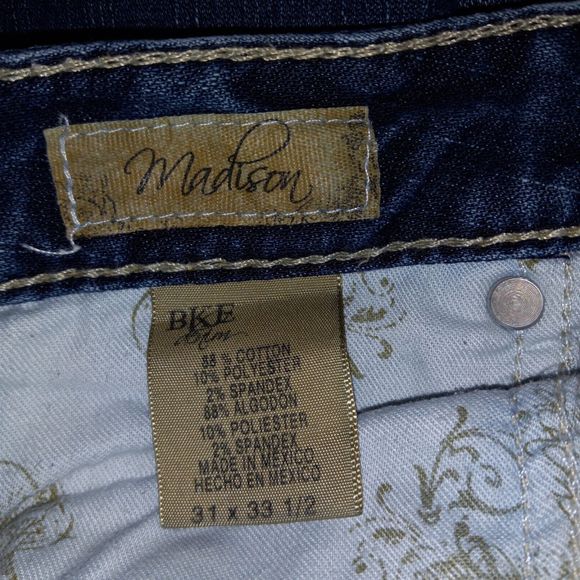 Madison
BKE
Denim
88 % COTTON
10% POLYESTER
2% SPANDEX
88% ALGODON
10% POLIESTER
2% SPANDEX
MADE IN MEXICO
HECHO EN MEXICO
31 x 33 1/2